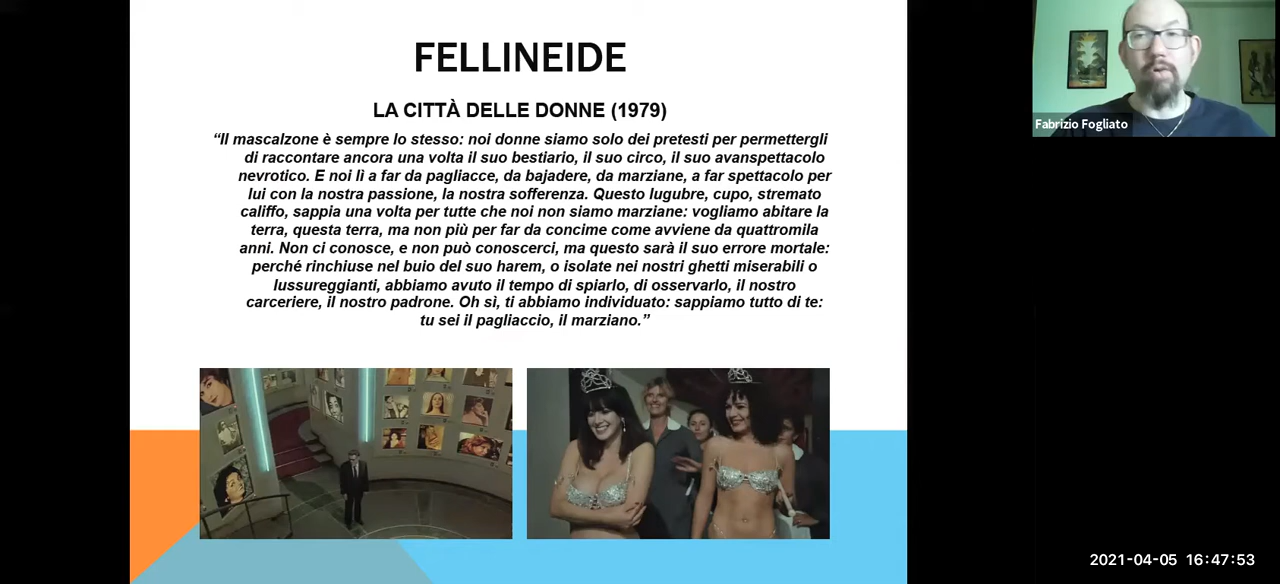 FELLINEIDE
LA CITTÀ DELLE DONNE (1979)
“Il mascalzone è sempre lo stesso: noi donne siamo solo dei pretesti per permettergli
di raccontare ancora una volta il suo bestiario, il suo circo, il suo avanspettacolo
nevrotico. E noi lì a far da pagliacce, da bajadere, da marziane, a far spettacolo per
lui con la nostra passione, la nostra sofferenza. Questo lugubre, cupo, stremato
califfo, sappia una volta per tutte che noi non siamo marziane: vogliamo abitare la
terra, questa terra, ma non più per far da concime come avviene da quattromila
anni. Non ci conosce, e non può conoscerci, ma questo sarà il suo errore mortale:
perché rinchiuse nel buio del suo harem, o isolate nei nostri ghetti miserabili o
lussureggianti, abbiamo avuto il tempo di spiarlo, di osservarlo, il nostro
carceriere, il nostro padrone. Oh sì, ti abbiamo individuato: sappiamo tutto di te:
tu sei il pagliaccio, il marziano.”
Fabrizio Fogliato
2021-04-05 16:47:53